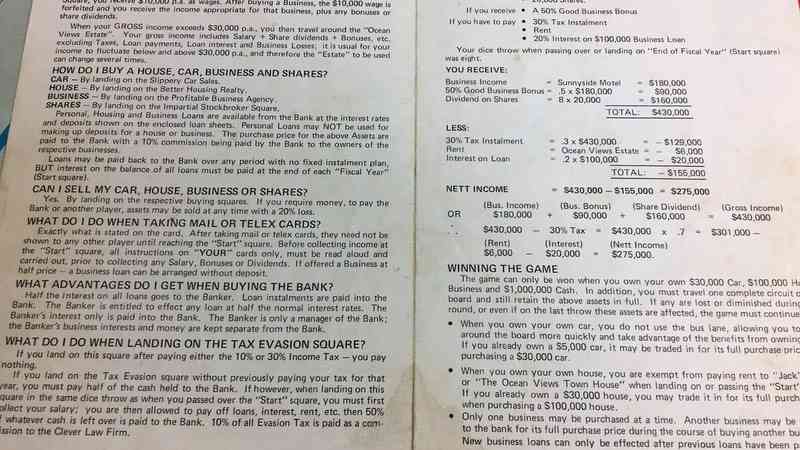 Square, you receive $10,000 p.a. as wages. After buying a Business, the $10,000 wage is
forfeited and you receive the income appropriate for that business, plus any bonuses or
share dividends.
When your GROSS income exceeds $30,000 p.a., you then travel around the "Ocean
Views Estate". Your gross income includes Salary + Share dividends + Bonuses, etc.
excluding Taxes, Loan payments, Loan interest and Business Losses; it is usual for your
income to fluctuate below and above $30,000 p.a., and therefore the "Estate" to be used
can change several times.
HOW DO I BUY A HOUSE, CAR, BUSINESS AND SHARES?
CAR – By landing on the Slippery Car Sales.
HOUSE – By landing on the Better Housing Realty.
BUSINESS – By landing on the Profitable Business Agency.
SHARES – By landing on the Impartial Stockbroker Square.
Personal, Housing and Business Loans are available from the Bank at the interest rates
and deposits shown on the enclosed loan sheets. Personal Loans may NOT be used for
making up deposits for a house or business. The purchase price for the above Assets are
paid to the Bank with a 10% commission being paid by the Bank to the owners of the
respective businesses.
Loans may be paid back to the Bank over any period with no fixed instalment plan,
BUT interest on the balance of all loans must be paid at the end of each "Fiscal Year"
(Start square).
CAN I SELL MY CAR, HOUSE, BUSINESS OR SHARES?
Yes. By landing on the respective buying squares. If you require money, to pay the
Bank or another player, assets may be sold at any time with a 20% loss.
WHAT DO I DO WHEN TAKING MAIL OR TELEX CARDS?
Exactly what is stated on the card. After taking mail or telex cards, they need not be
shown to any other player until reaching the "Start" square. Before collecting income at
the "Start" square, all instructions on "YOUR" cards only, must be read aloud and
carried out, prior to collecting any Salary, Bonuses or Dividends. If offered a Business at
half price – a business loan can be arranged without deposit.
WHAT ADVANTAGES DO I GET WHEN BUYING THE BANK?
Half the Interest on all loans goes to the Banker. Loan instalments are paid into the
Bank. The Banker is entitled to effect any loan at half the normal interest rates. The
Banker's interest only is paid into the Bank. The Banker is only a manager of the Bank;
the Banker's business interests and money are kept separate from the Bank.
WHAT DO I DO WHEN LANDING ON THE TAX EVASION SQUARE?
If you land on this square after paying either the 10% or 30% Income Tax – you pay
nothing.
If you land on the Tax Evasion square without previously paying your tax for that
year, you must pay half of the cash held to the Bank. If however, when landing on this
square in the same dice throw as when you passed over the "Start" square, you must first
collect your salary; you are then allowed to pay off loans, interest, rent, etc. then 50%
of whatever cash is left over is paid to the Bank. 10% of all Evasion Tax is paid as a com-
ission to the Clever Law Firm.
20,000 Shares.
If you receive • A 50% Good Business Bonus
If you have to pay • 30% Tax Instalment
• Rent
• 20% Interest on $100,000 Business Loan
Your dice throw when passing over or landing on "End of Fiscal Year" (Start square)
was eight.
YOU RECEIVE:
Business Income = Sunnyside Motel = $180,000
50% Good Business Bonus = .5 x $180,000 = $90,000
Dividend on Shares = 8 x 20,000 = $160,000
TOTAL: $430,000
LESS:
30% Tax Instalment = .3 x $430,000 = – $129,000
Rent = Ocean Views Estate = – $6,000
Interest on Loan = .2 x $100,000 = – $20,000
TOTAL: – $155,000
NETT INCOME = $430,000 – $155,000 = $275,000
(Bus. Income) (Bus. Bonus) (Share Dividend) (Gross Income)
OR $180,000 + $90,000 + $160,000 = $430,000
∴ $430,000 – 30% Tax = $430,000 x .7 = $301,000 –
(Rent) (Interest) (Nett Income)
$6,000 – $20,000 = $275,000.
WINNING THE GAME
The game can only be won when you own your own $30,000 Car, $100,000
Business and $1,000,000 Cash. In addition, you must travel one complete circuit
board and still retain the above assets in full. If any are lost or diminished during
round, or even if on the last throw these assets are affected, the game must continue
• When you own your own car, you do not use the bus lane, allowing you to
around the board more quickly and take advantage of the benefits from owning
If you already own a $5,000 car, it may be traded in for its full purchase price
purchasing a $30,000 car.
• When you own your own house, you are exempt from paying rent to "Jack'
or "The Ocean Views Town House" when landing on or passing the "Start'
If you already own a $30,000 house, you may trade it in for its full purch
when purchasing a $100,000 house.
• Only one business may be purchased at a time. Another business may be
to the bank for its full purchase price during the course of buying another bu
New business loans can only be effected after previous loans have been p